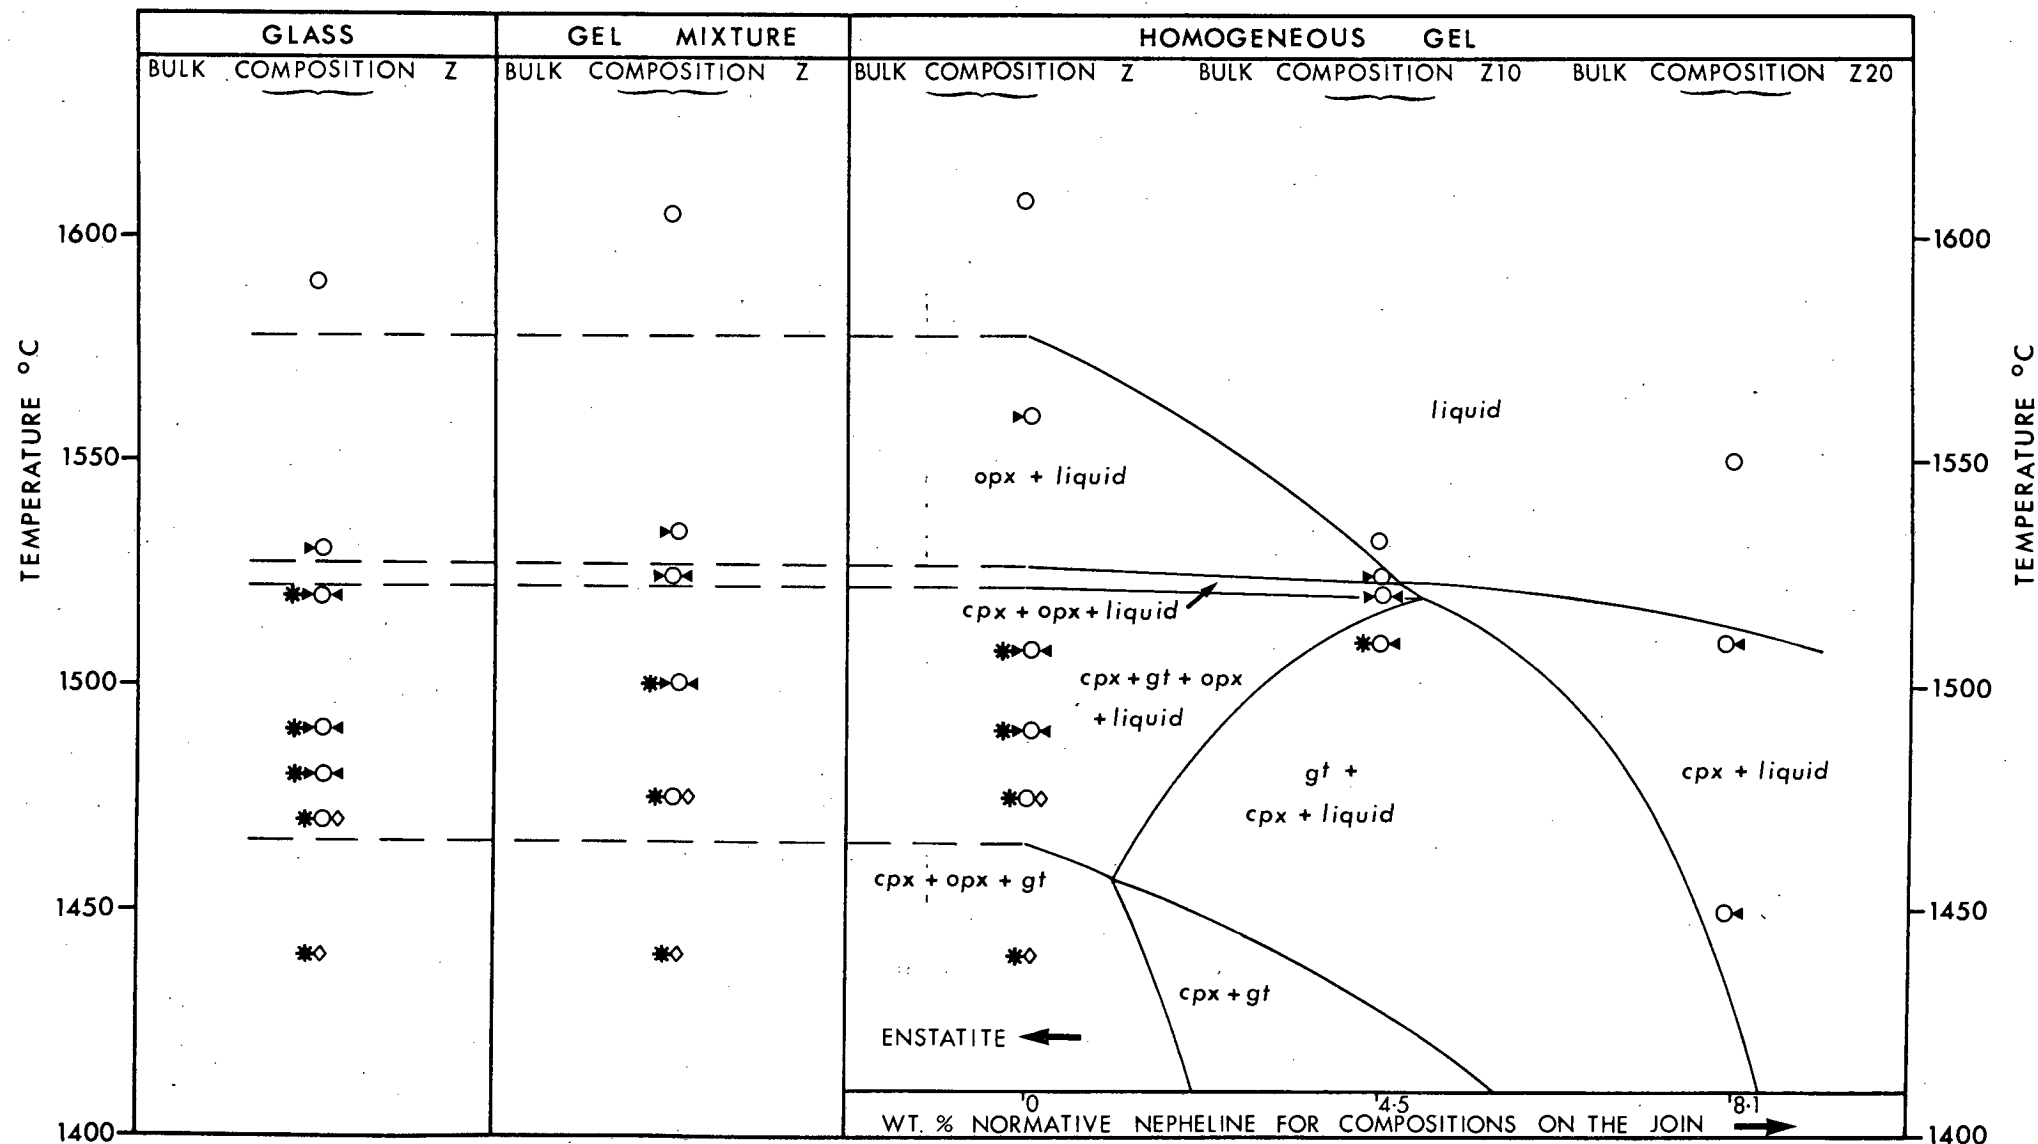 GLASS
GEL MIXTURE
HOMOGENEOUS GEL
BULK COMPOSITION Z
BULK COMPOSITION Z
BULK COMPOSITION Z
BULK COMPOSITION Z10
BULK COMPOSITION Z20
TEMPERATURE °C
1600
1550
1500
1450
1400
liquid
opx + liquid
cpx + opx + liquid
cpx + gt + opx
+ liquid
gt +
cpx + liquid
cpx + liquid
cpx + opx + gt
cpx + gt
ENSTATITE
0
4·5
8·1
WT. % NORMATIVE NEPHELINE FOR COMPOSITIONS ON THE JOIN
1600
1550
1500
1450
1400
TEMPERATURE °C